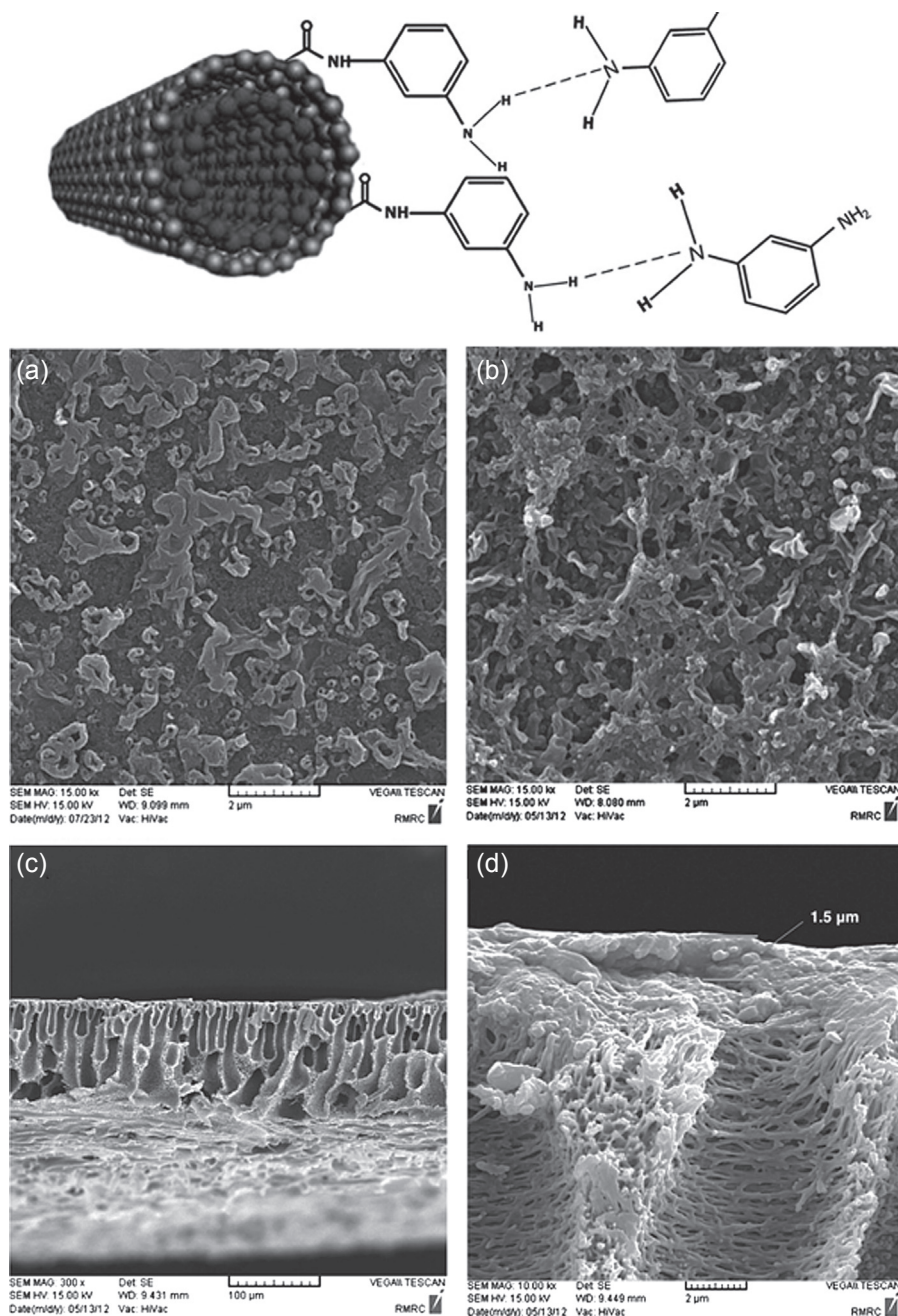 O
NH
H
N
H
H
N
H
O
NH
N
H
H
H
N
H
NH₂
(a)
SEM MAG: 15.00 kx Det: SE
SEM HV: 15.00 kV WD: 9.099 mm
Date(m/d/y): 07/23/12 Vac: HiVac
2 µm
VEGA\\ TESCAN
RMRC
(b)
SEM MAG: 15.00 kx Det: SE
SEM HV: 15.00 kV WD: 8.080 mm
Date(m/d/y): 05/13/12 Vac: HiVac
2 µm
VEGA\\ TESCAN
RMRC
(c)
SEM MAG: 300 x Det: SE
SEM HV: 15.00 kV WD: 9.431 mm
Date(m/d/y): 05/13/12 Vac: HiVac
100 µm
VEGA\\ TESCAN
RMRC
(d)
1.5 µm
SEM MAG: 10.00 kx Det: SE
SEM HV: 15.00 kV WD: 9.449 mm
Date(m/d/y): 05/13/12 Vac: HiVac
2 µm
VEGA\\ TESCAN
RMRC